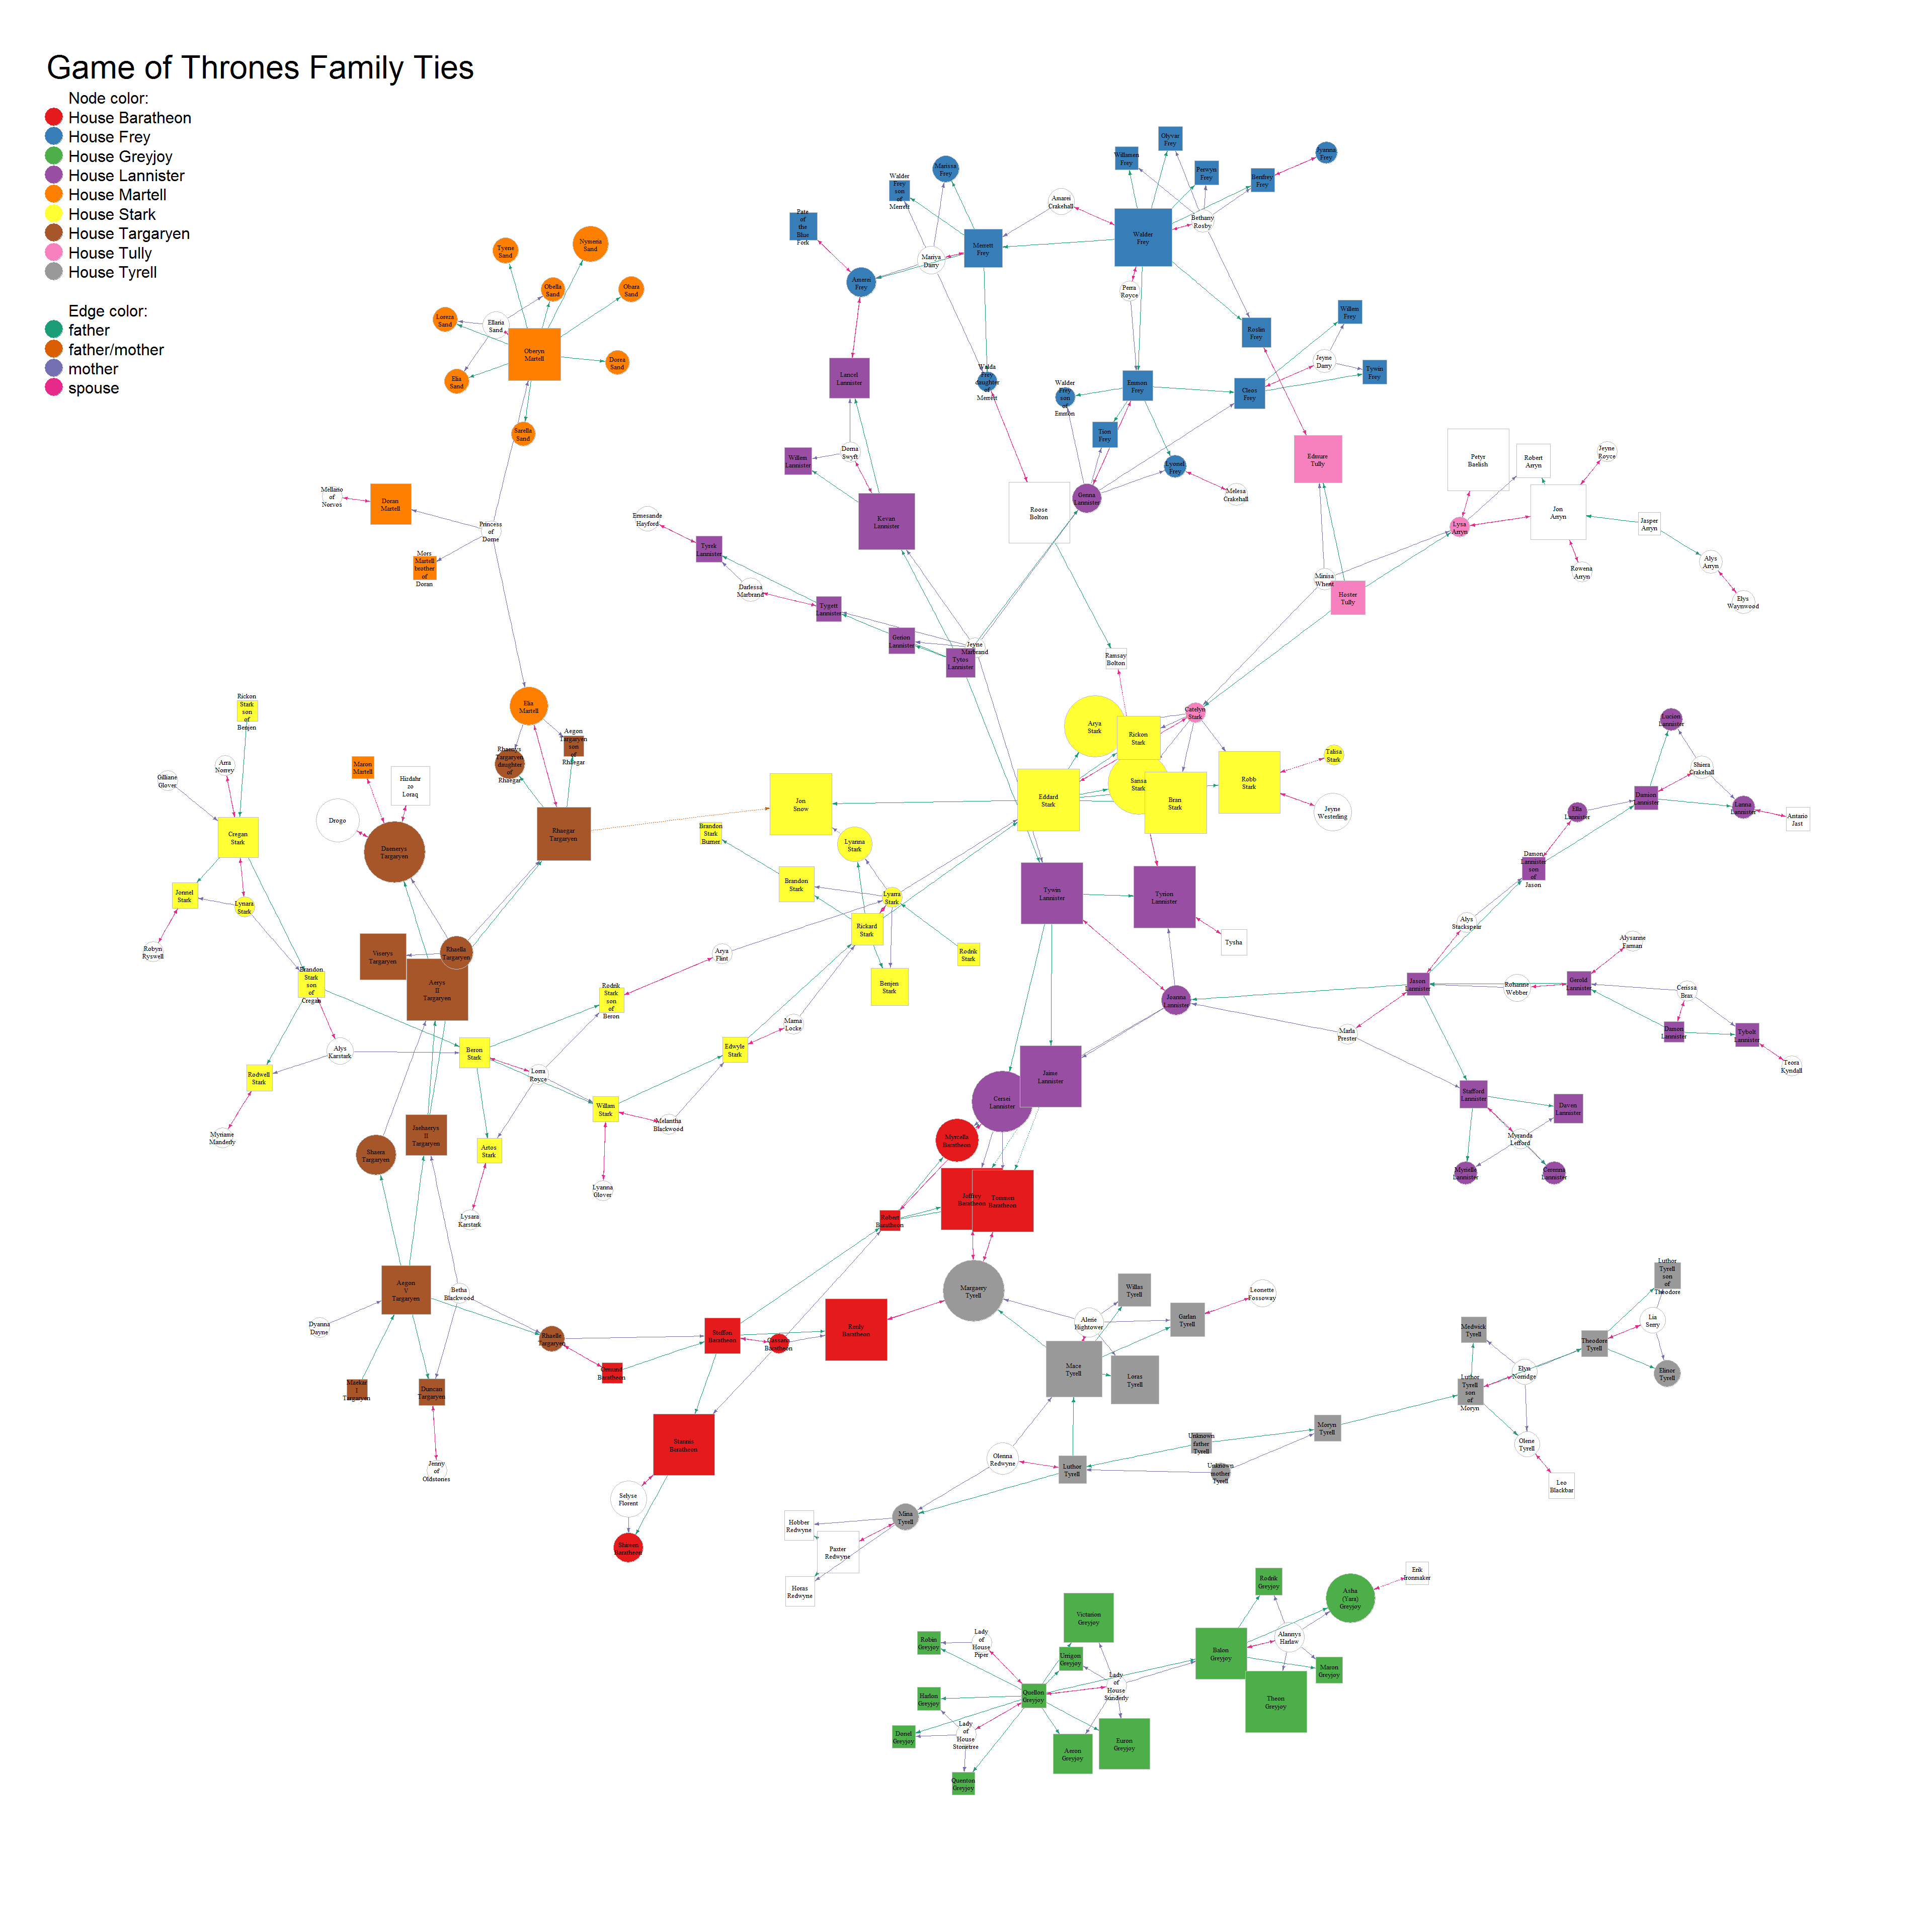 Game of Thrones Family Ties
Node color:
House Baratheon
House Frey
House Greyjoy
House Lannister
House Martell
House Stark
House Targaryen
House Tully
House Tyrell
Edge color:
father
father/mother
mother
spouse
Olyvar
Frey
Willamen
Frey
Jyanna
Frey
Perwyn
Frey
Benfrey
Frey
Marissa
Frey
Walder
Frey
son
of
Merrett
Amarei
Crakehall
Bethany
Rosby
Pate
of
the
Blue
Fork
Walder
Frey
Merrett
Frey
Mariya
Darry
Amerei
Frey
Perra
Royce
Tyene
Sand
Nymeria
Sand
Obella
Sand
Obara
Sand
Loreza
Sand
Ellaria
Sand
Oberyn
Martell
Dorea
Sand
Elia
Sand
Sarella
Sand
Willem
Frey
Roslin
Frey
Jeyne
Darry
Tywin
Frey
Lancel
Lannister
Walda
Frey
daughter
of
Merrett
Walder
Frey
son
of
Emmon
Emmon
Frey
Cleos
Frey
Tion
Frey
Lyonel
Frey
Melesa
Crakehall
Genna
Lannister
Edmure
Tully
Petyr
Baelish
Robert
Arryn
Jeyne
Royce
Jon
Arryn
Lysa
Arryn
Jasper
Arryn
Alys
Arryn
Rowena
Arryn
Elys
Waynwood
Minisa
Whent
Hoster
Tully
Dorna
Swyft
Willem
Lannister
Kevan
Lannister
Roose
Bolton
Mellario
of
Norvos
Doran
Martell
Princess
of
Dorne
Mors
Martell
brother
of
Doran
Ermesande
Hayford
Tyrek
Lannister
Darlessa
Marbrand
Tygett
Lannister
Gerion
Lannister
Jeyne
Marbrand
Tytos
Lannister
Ramsay
Bolton
Elia
Martell
Rhaenys
Targaryen
daughter
of
Rhaegar
Aegon
Targaryen
son
of
Rhaegar
Catelyn
Stark
Arya
Stark
Rickon
Stark
Sansa
Stark
Bran
Stark
Robb
Stark
Talisa
Stark
Jeyne
Westerling
Eddard
Stark
Jon
Snow
Rickon
Stark
son
of
Benjen
Arra
Norrey
Gilliane
Glover
Cregan
Stark
Maron
Martell
Hizdahr
zo
Loraq
Drogo
Daenerys
Targaryen
Rhaegar
Targaryen
Brandon
Stark
Burner
Lyanna
Stark
Brandon
Stark
Lyarra
Stark
Rickard
Stark
Rodrik
Stark
Benjen
Stark
Tywin
Lannister
Tyrion
Lannister
Tysha
Lucion
Lannister
Shiera
Crakehall
Damion
Lannister
Lanna
Lannister
Antario
Jast
Ella
Lannister
Damon
Lannister
son
of
Jason
Alys
Stackspear
Alysanne
Farman
Jonnel
Stark
Lynara
Stark
Robyn
Ryswell
Viserys
Targaryen
Rhaella
Targaryen
Aerys
II
Targaryen
Arya
Flint
Brandon
Stark
son
of
Cregan
Rodrik
Stark
son
of
Beron
Marna
Locke
Joanna
Lannister
Jason
Lannister
Rohanne
Webber
Gerold
Lannister
Cerissa
Brax
Damon
Lannister
Tybolt
Lannister
Teora
Kyndall
Marla
Prester
Alys
Karstark
Beron
Stark
Edwyle
Stark
Rodwell
Stark
Lorra
Royce
Willam
Stark
Melantha
Blackwood
Myriame
Manderly
Jaehaerys
II
Targaryen
Shaera
Targaryen
Artos
Stark
Lyanna
Glover
Lysara
Karstark
Jaime
Lannister
Cersei
Lannister
Stafford
Lannister
Daven
Lannister
Myranda
Lefford
Myrielle
Lannister
Cerenna
Lannister
Myrcella
Baratheon
Joffrey
Baratheon
Tommen
Baratheon
Robert
Baratheon
Aegon
V
Targaryen
Betha
Blackwood
Dyanna
Dayne
Rhaelle
Targaryen
Maekar
I
Targaryen
Duncan
Targaryen
Jenny
of
Oldstones
Ormund
Baratheon
Steffon
Baratheon
Cassana
Baratheon
Renly
Baratheon
Margaery
Tyrell
Willas
Tyrell
Leonette
Fossoway
Alerie
Hightower
Garlan
Tyrell
Mace
Tyrell
Loras
Tyrell
Luthor
Tyrell
son
of
Theodore
Lia
Serry
Medwick
Tyrell
Theodore
Tyrell
Elyn
Norridge
Elinor
Tyrell
Luthor
Tyrell
son
of
Moryn
Moryn
Tyrell
Olene
Tyrell
Leo
Blackbar
Stannis
Baratheon
Selyse
Florent
Shireen
Baratheon
Olenna
Redwyne
Luthor
Tyrell
Unknown
father
Tyrell
Unknown
mother
Tyrell
Mina
Tyrell
Hobber
Redwyne
Paxter
Redwyne
Horas
Redwyne
Rodrik
Greyjoy
Asha
(Yara)
Greyjoy
Erik
Ironmaker
Victarion
Greyjoy
Robin
Greyjoy
Lady
of
House
Piper
Urrigon
Greyjoy
Balon
Greyjoy
Alannys
Harlaw
Maron
Greyjoy
Theon
Greyjoy
Harlon
Greyjoy
Quellon
Greyjoy
Lady
of
House
Sunderly
Donel
Greyjoy
Lady
of
House
Stonetree
Aeron
Greyjoy
Euron
Greyjoy
Quenton
Greyjoy